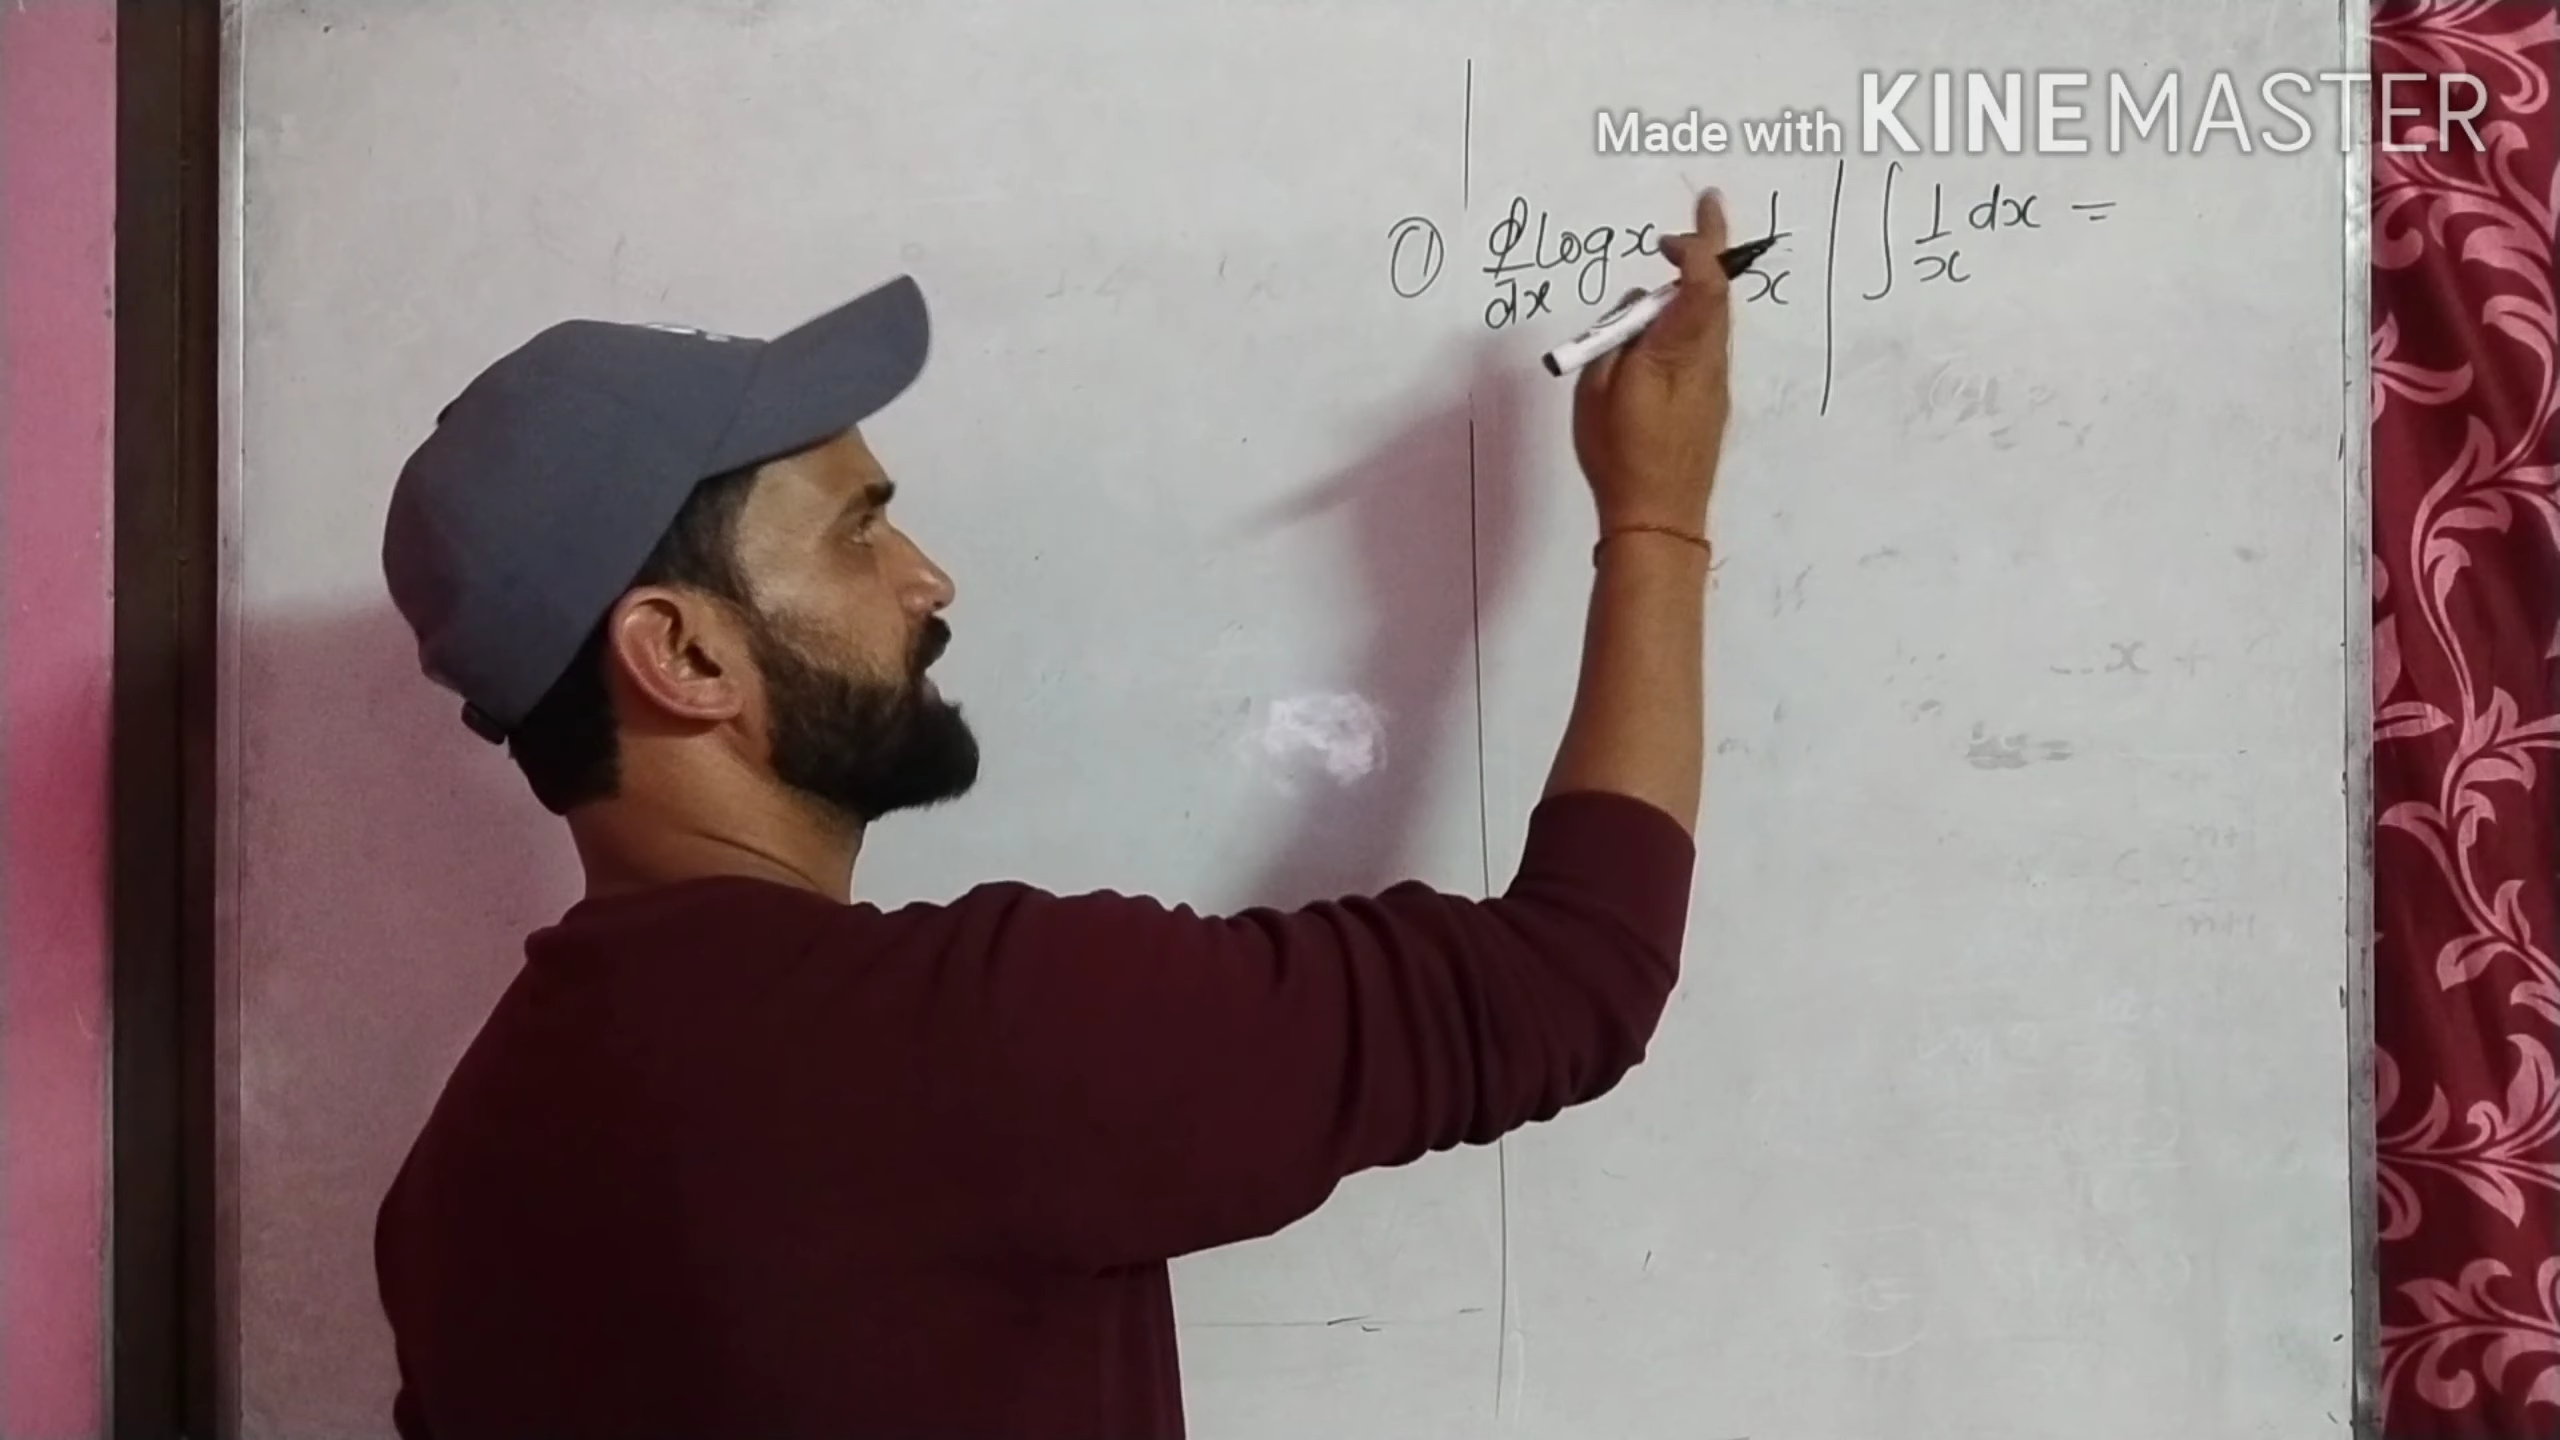 Made with KINEMASTER
① d/dx log x 1/x | ∫ 1/x dx =